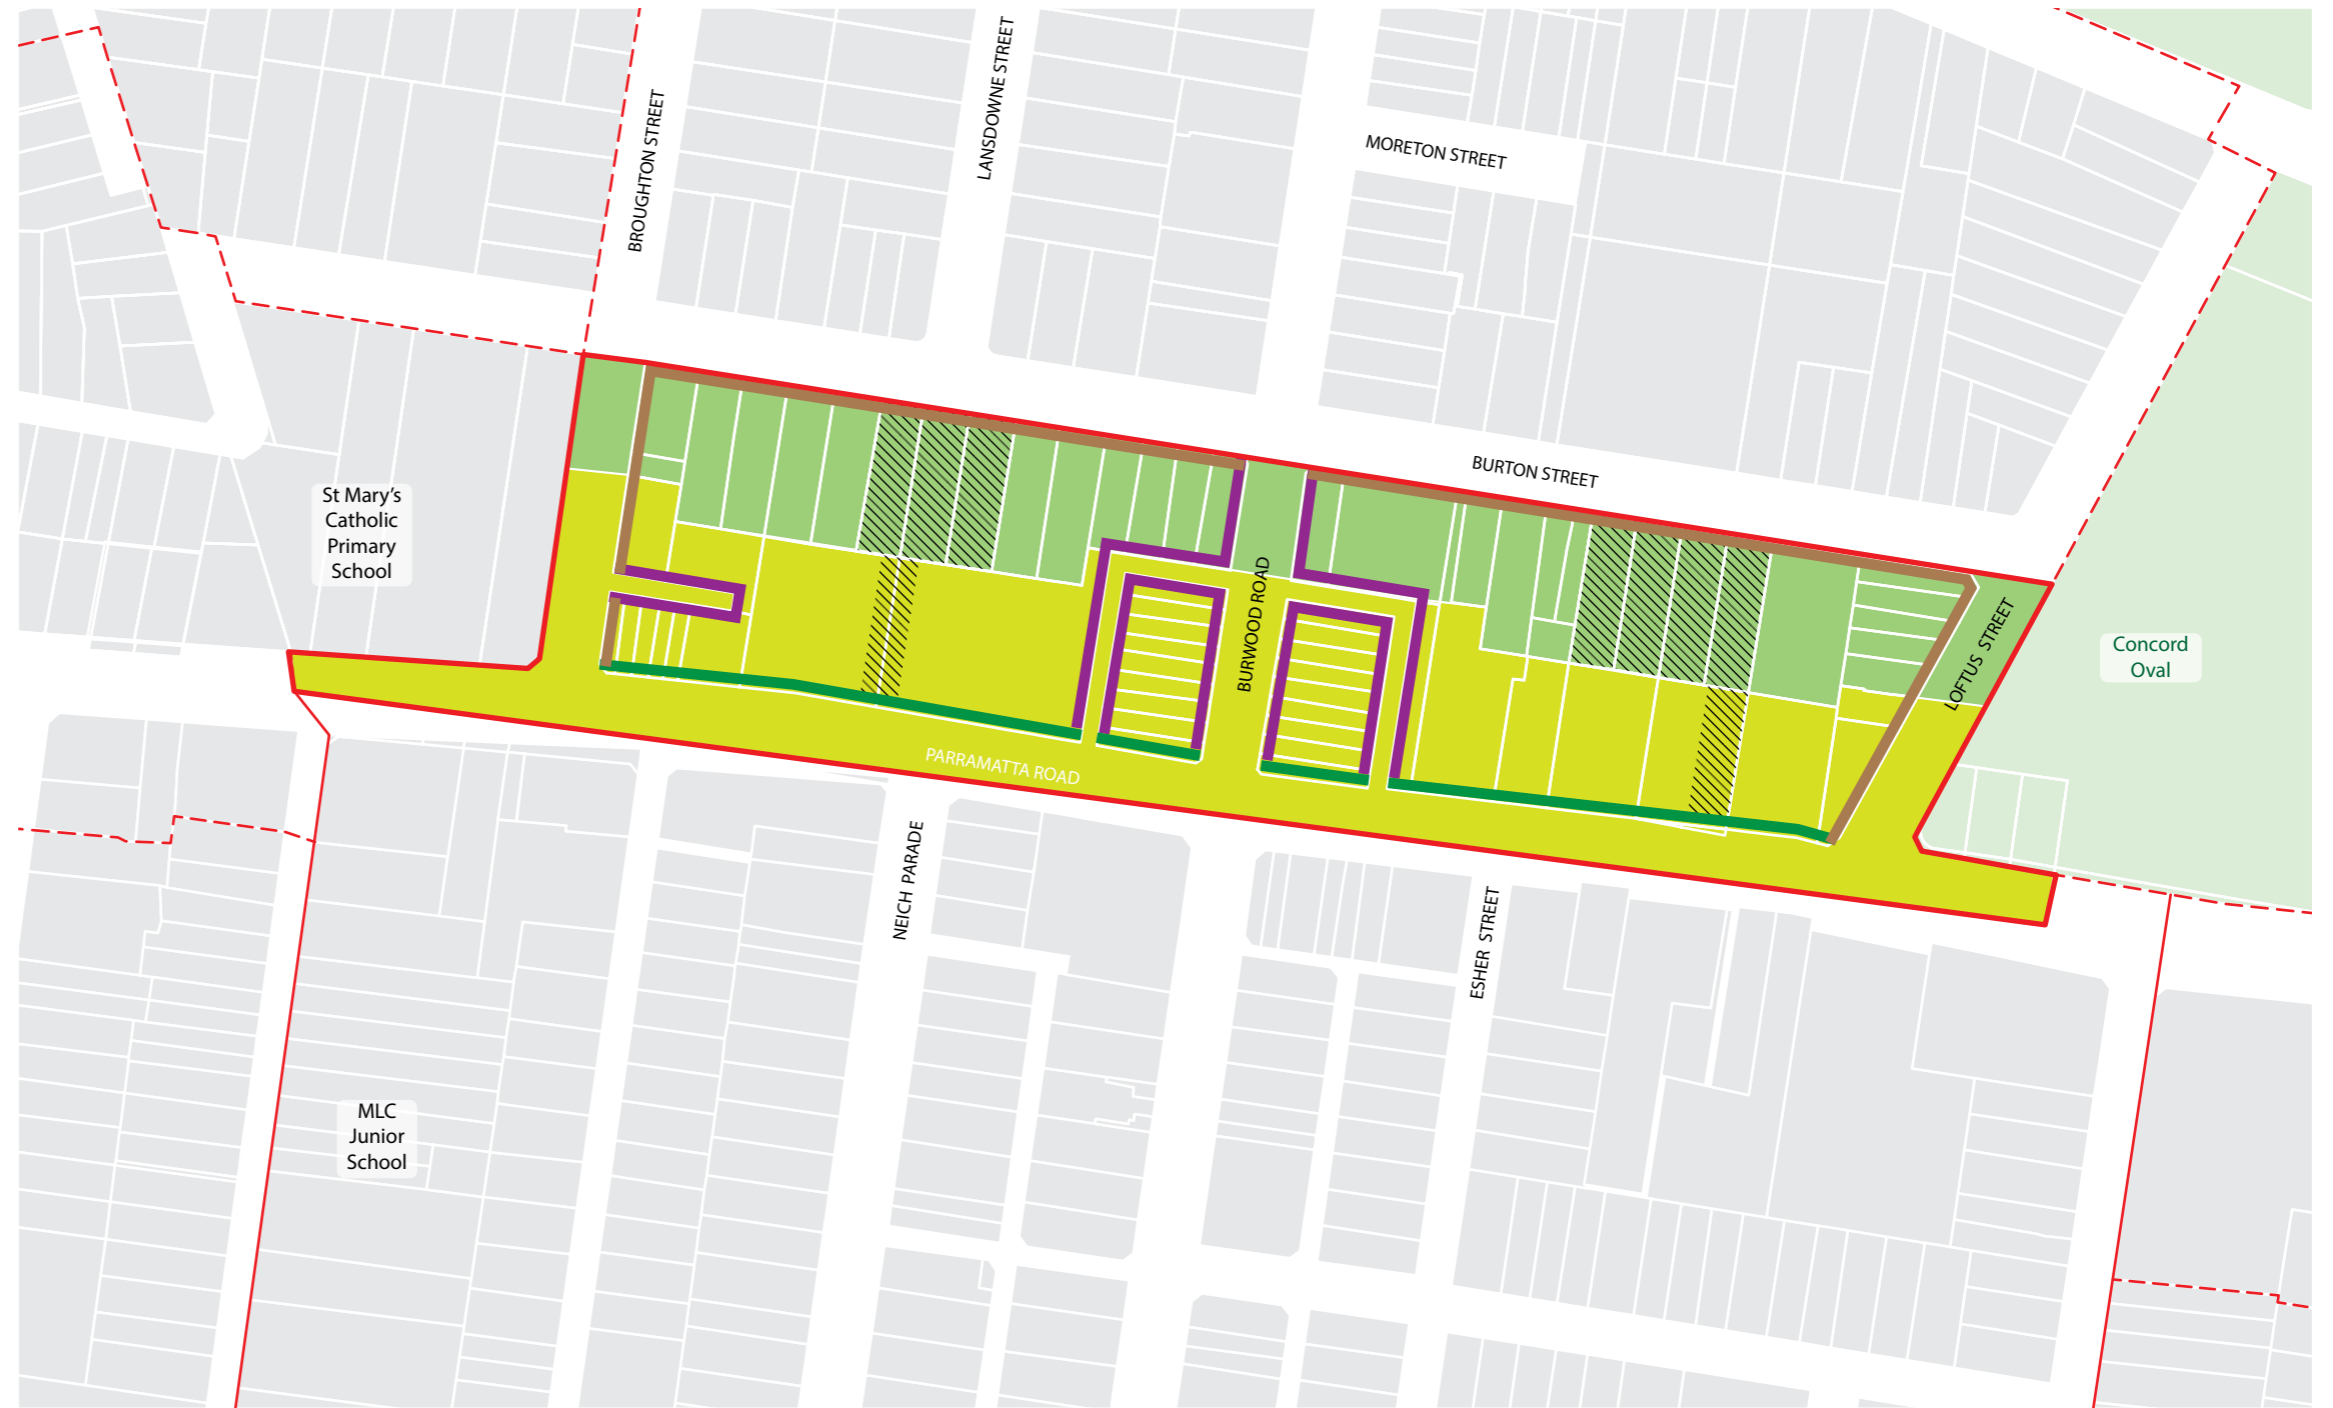 LANSDOWNE STREET
BROUGHTON STREET
MORETON STREET
BURTON STREET
St Mary's
Catholic
Primary
School
BURWOOD ROAD
LOFTUS STREET
Concord
Oval
PARRAMATTA ROAD
NEICH PARADE
ESHER STREET
MLC
Junior
School